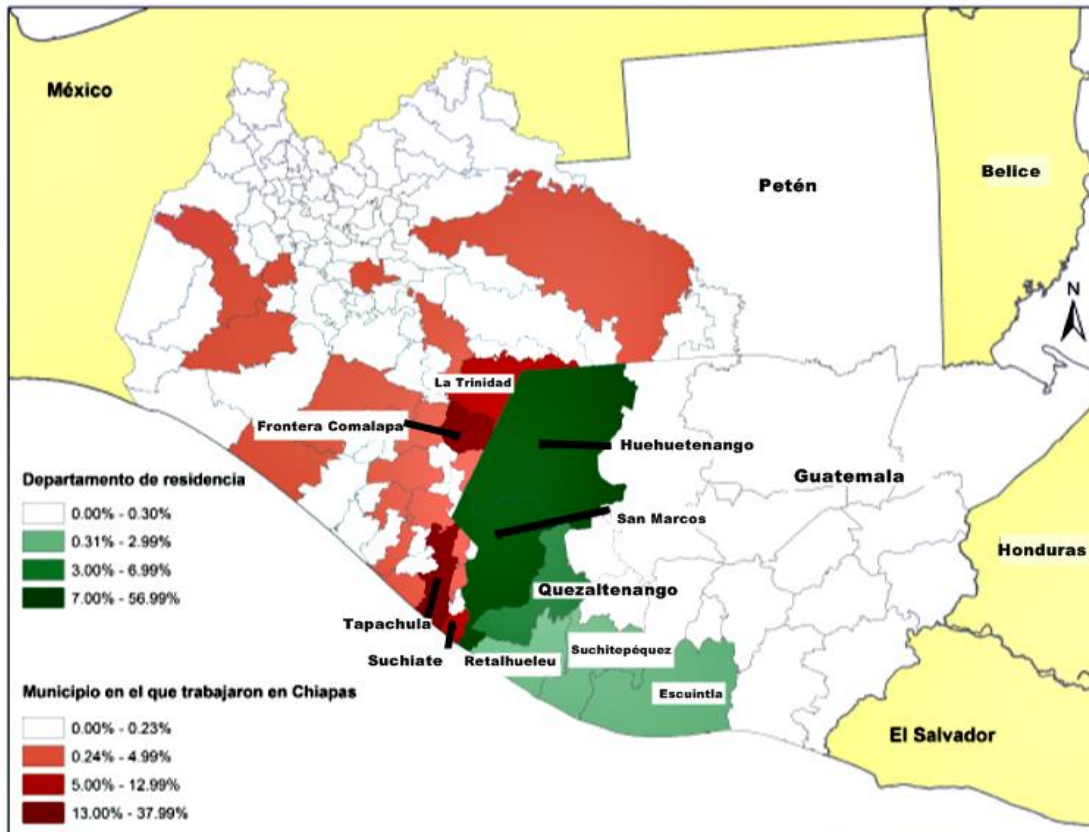 México
Petén
Belice
N
La Trinidad
Frontera Comalapa
Huehuetenango
Guatemala
Departamento de residencia
0.00% - 0.30%
0.31% - 2.99%
3.00% - 6.99%
7.00% - 56.99%
San Marcos
Honduras
Quezaltenango
Tapachula
Suchitepéquez
Suchiate
Retalhueleu
Escuintla
Municipio en el que trabajaron en Chiapas
0.00% - 0.23%
0.24% - 4.99%
5.00% - 12.99%
13.00% - 37.99%
El Salvador